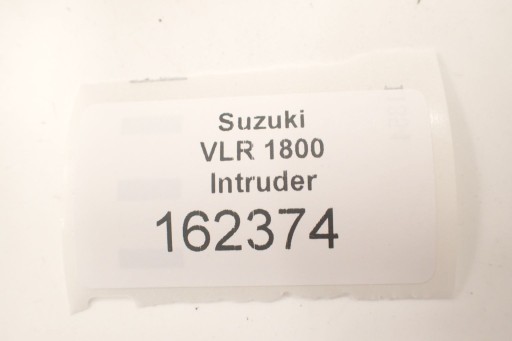 Suzuki
VLR 1800
Intruder
162374